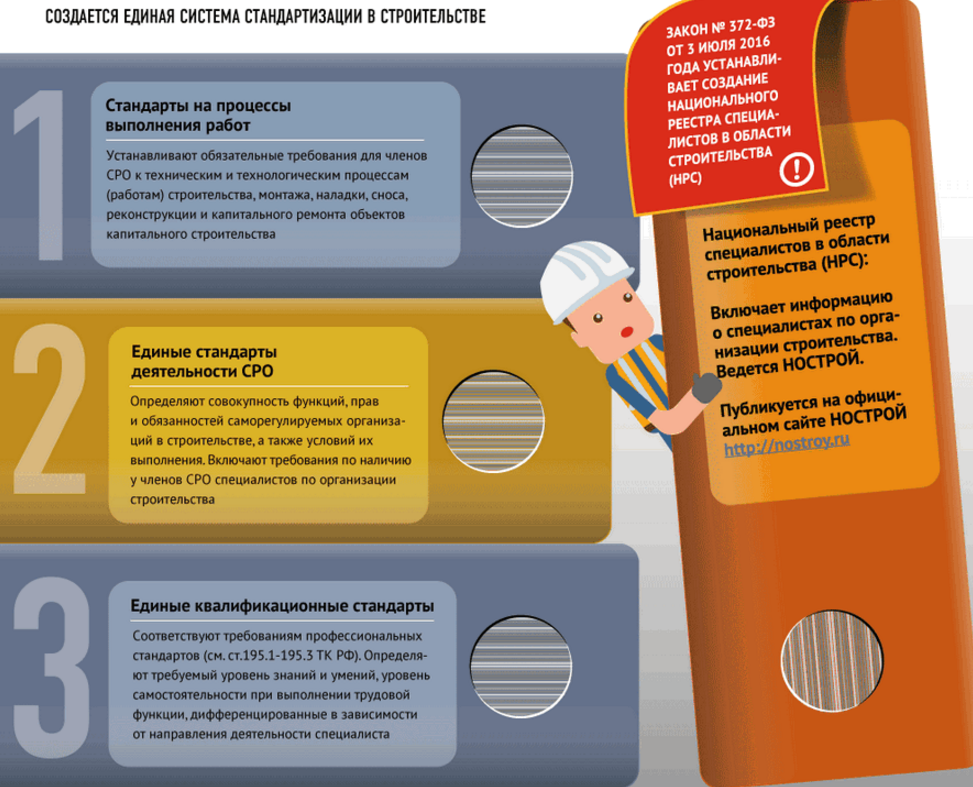 СОЗДАЕТСЯ ЕДИНАЯ СИСТЕМА СТАНДАРТИЗАЦИИ В СТРОИТЕЛЬСТВЕ
1
Стандарты на процессы
выполнения работ
Устанавливают обязательные требования для членов
СРО к техническим и технологическим процессам
(работам) строительства, монтажа, наладки, сноса,
реконструкции и капитального ремонта объектов
капитального строительства
2
Единые стандарты
деятельности СРО
Определяют совокупность функций, прав
и обязанностей саморегулируемых организа-
ций в строительстве, а также условий их
выполнения. Включают требования по наличию
у членов СРО специалистов по организации
строительства
3
Единые квалификационные стандарты
Соответствуют требованиям профессиональных
стандартов (см. ст.195.1-195.3 ТК РФ). Определя-
ют требуемый уровень знаний и умений, уровень
самостоятельности при выполнении трудовой
функции, дифференцированные в зависимости
от направления деятельности специалиста
ЗАКОН № 372-ФЗ
ОТ 3 ИЮЛЯ 2016
ГОДА УСТАНАВЛИ-
ВАЕТ СОЗДАНИЕ
НАЦИОНАЛЬНОГО
РЕЕСТРА СПЕЦИА-
ЛИСТОВ В ОБЛАСТИ
СТРОИТЕЛЬСТВА
(НРС)
!
Национальный реестр
специалистов в области
строительства (НРС):
Включает информацию
о специалистах по орга-
низации строительства.
Ведется НОСТРОЙ.
Публикуется на офици-
альном сайте НОСТРОЙ
http://nostroy.ru